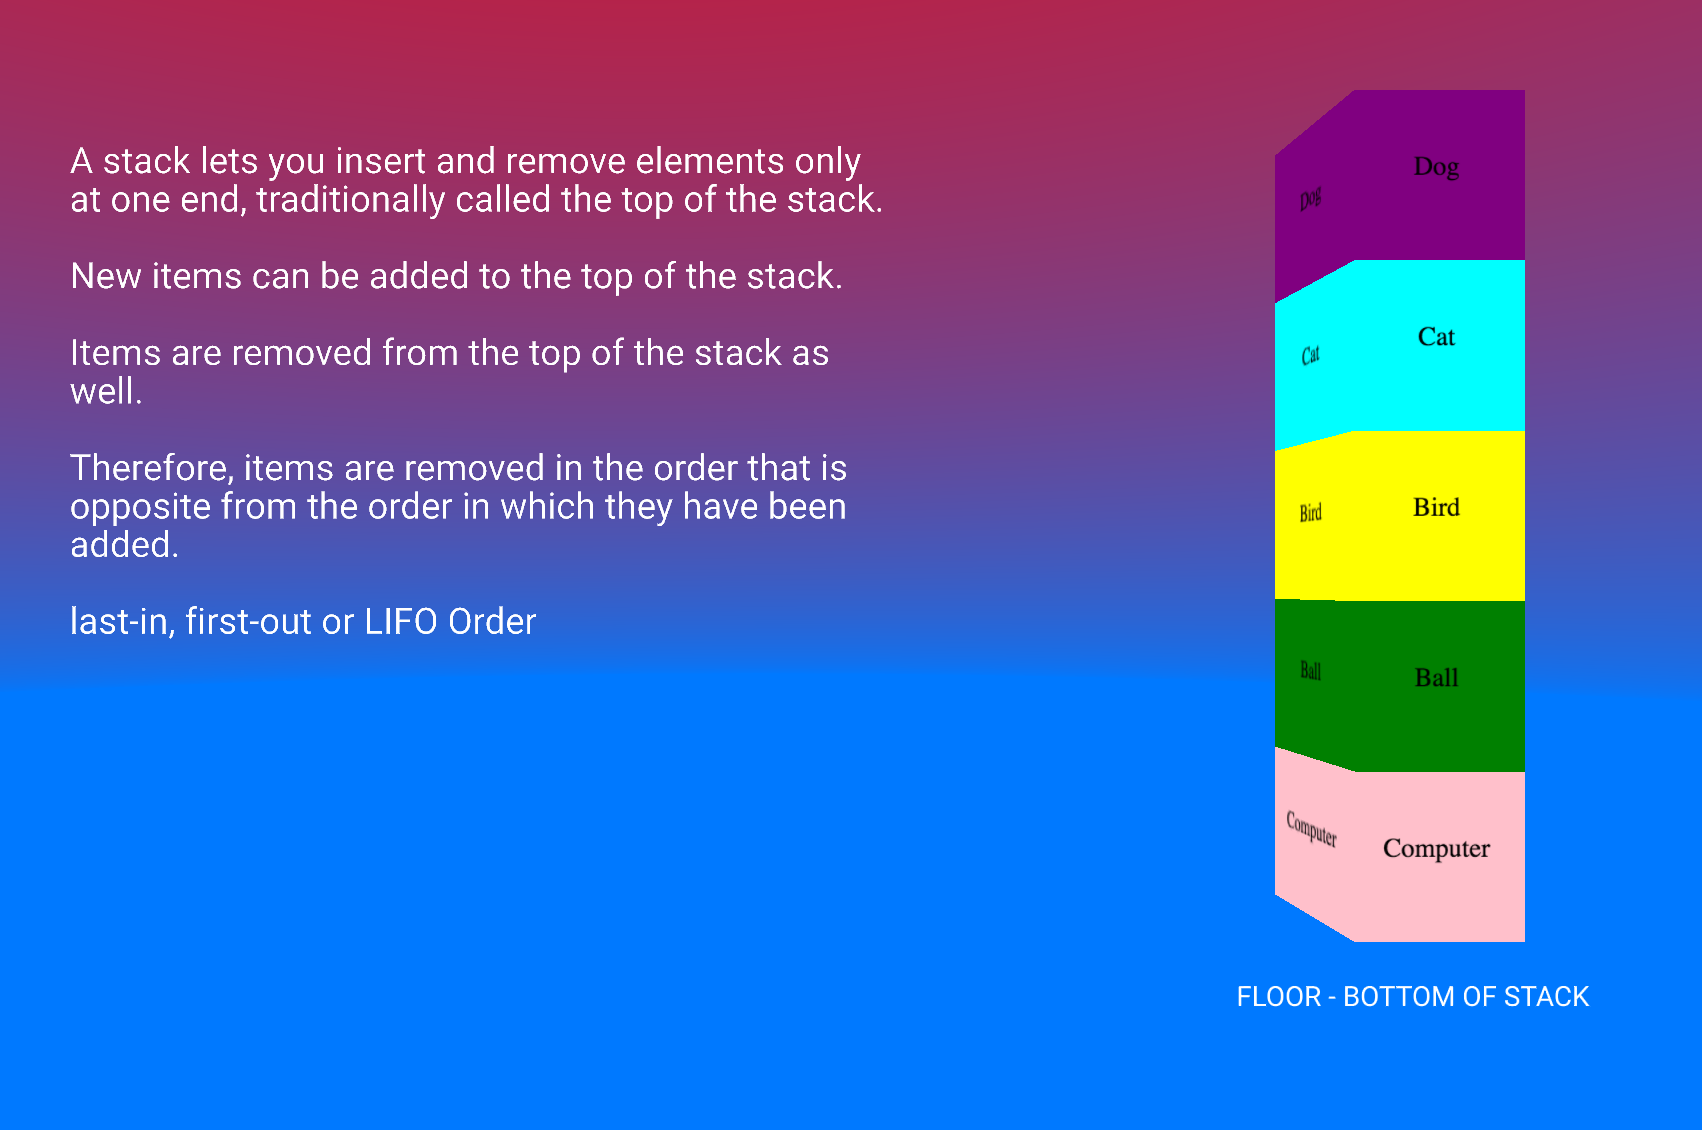 A stack lets you insert and remove elements only
at one end, traditionally called the top of the stack.
New items can be added to the top of the stack.
Items are removed from the top of the stack as
well.
Therefore, items are removed in the order that is
opposite from the order in which they have been
added.
last-in, first-out or LIFO Order
Dog
Dog
Cat
Cat
Bird
Bird
Ball
Ball
Computer
Computer
FLOOR - BOTTOM OF STACK